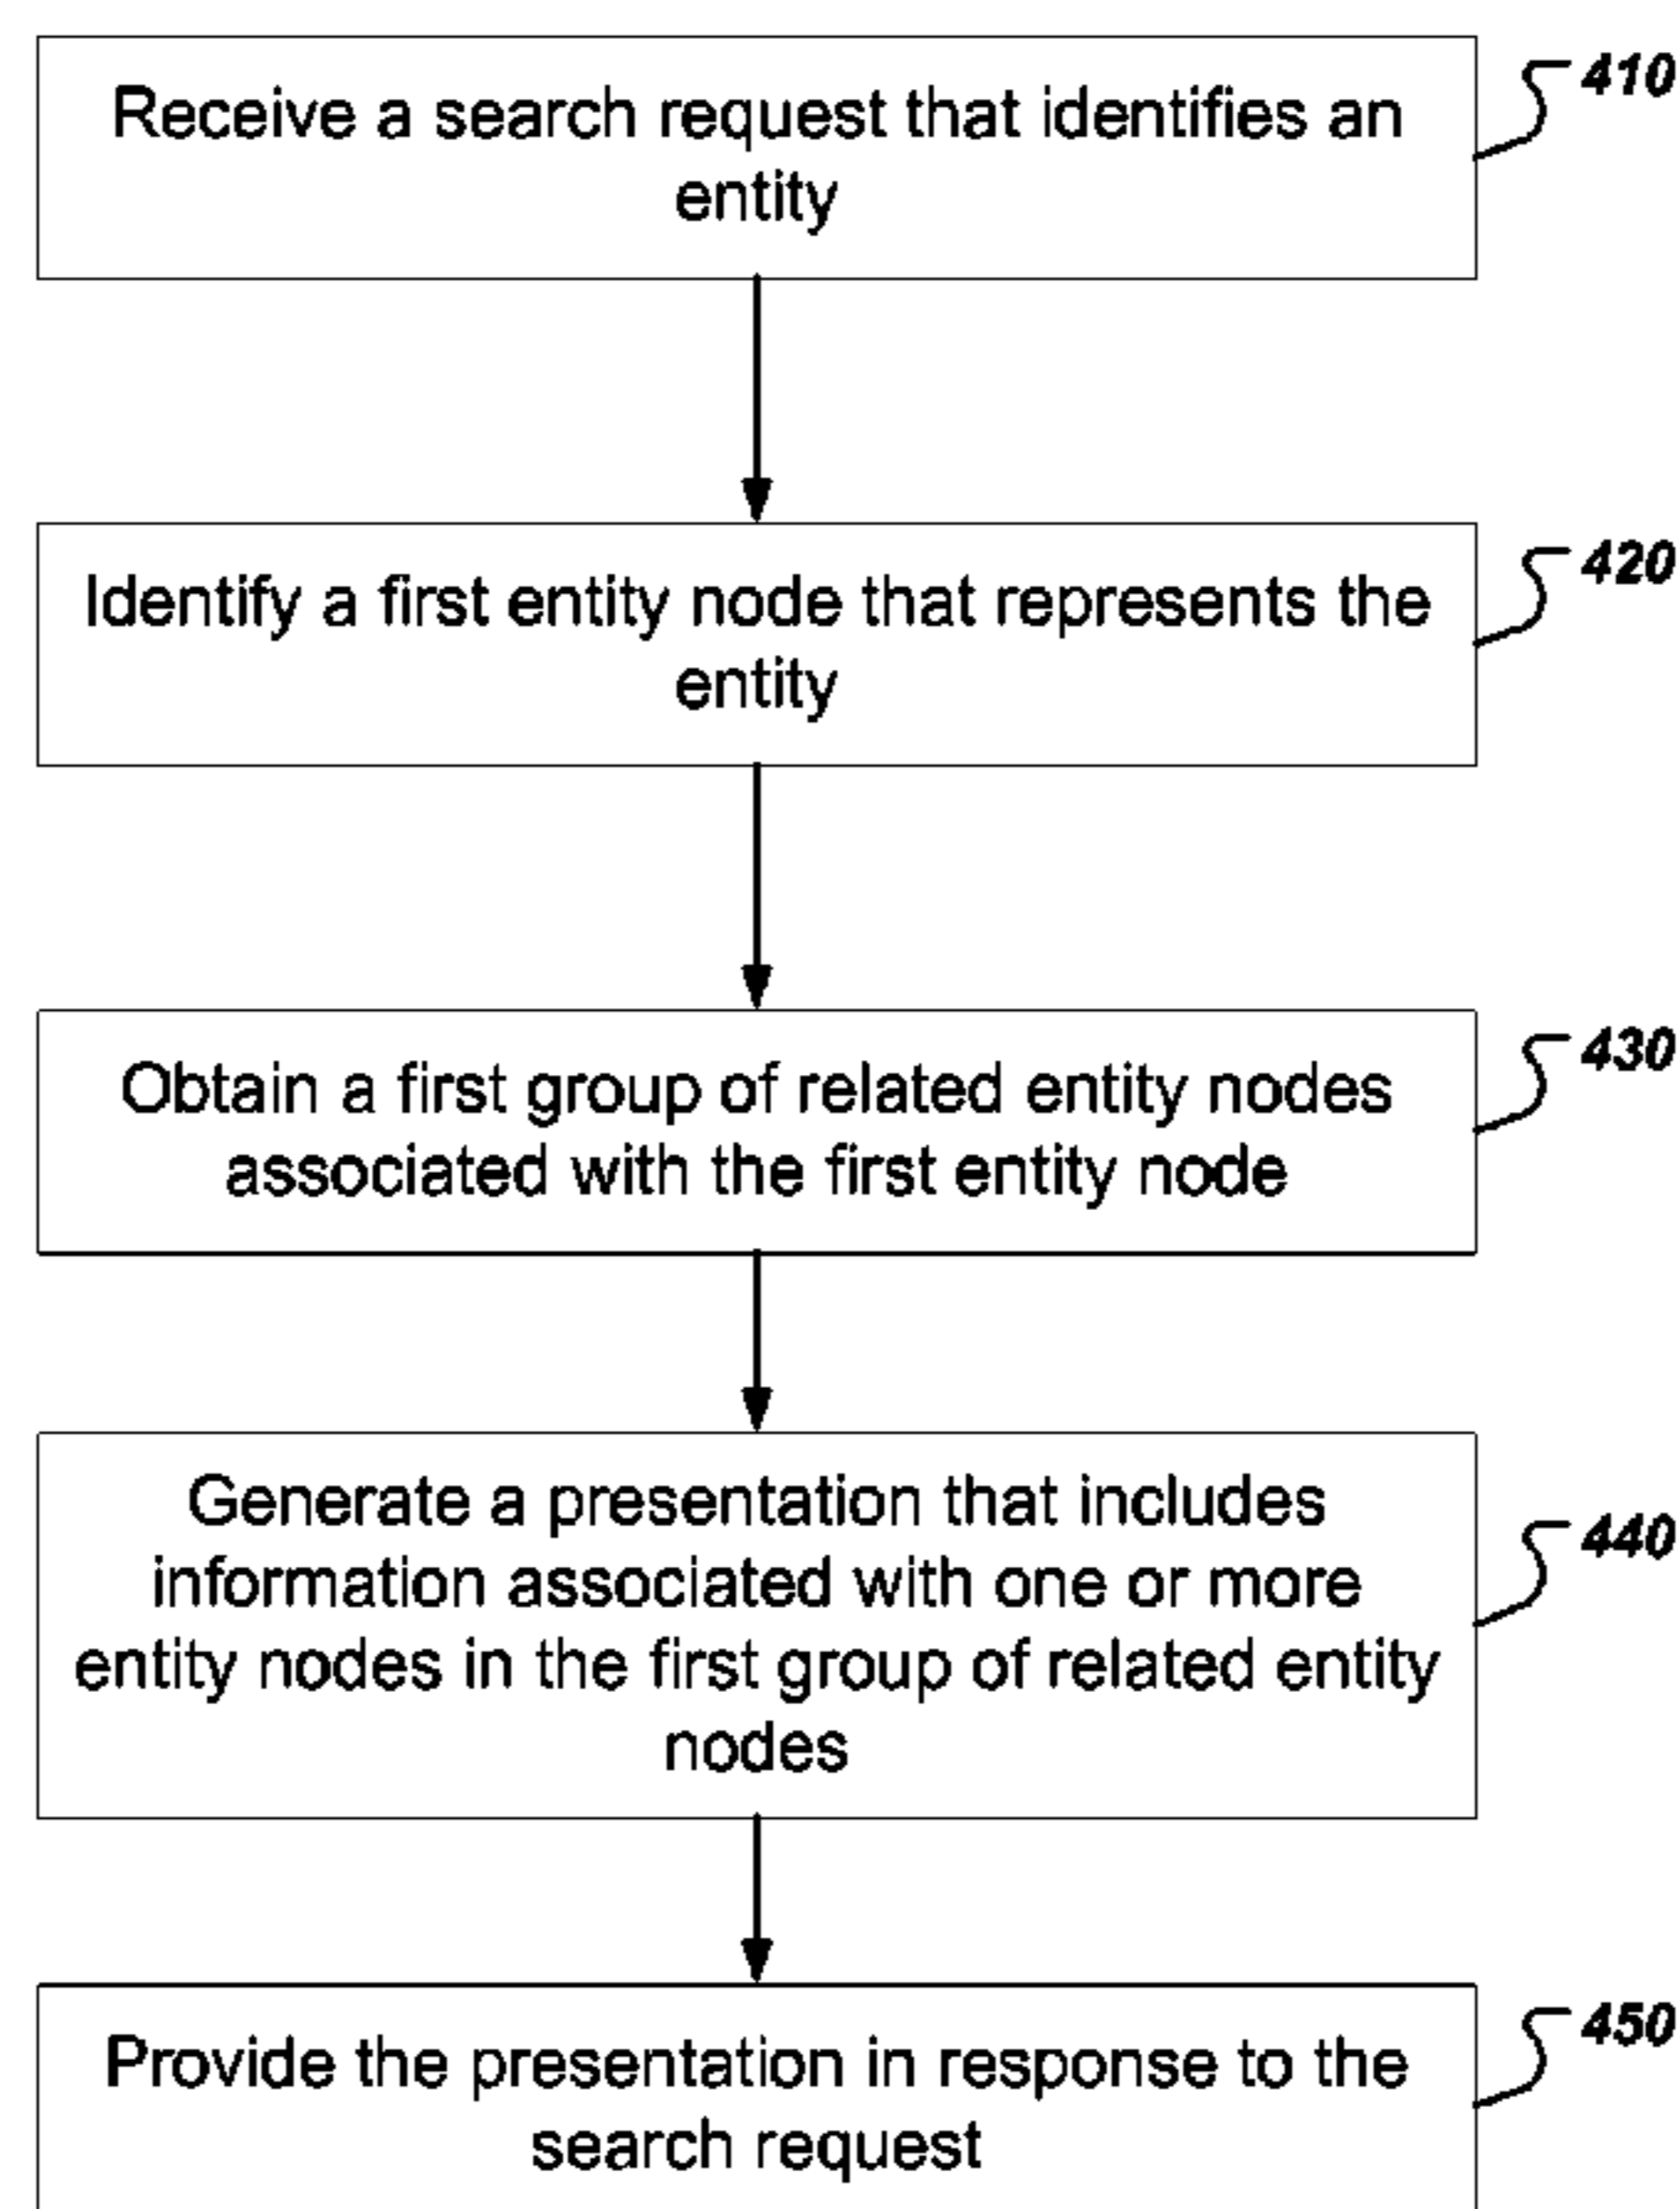 Receive a search request that identifies an
entity
410
Identify a first entity node that represents the
entity
420
Obtain a first group of related entity nodes
associated with the first entity node
430
Generate a presentation that includes
information associated with one or more
entity nodes in the first group of related entity
nodes
440
Provide the presentation in response to the
search request
450